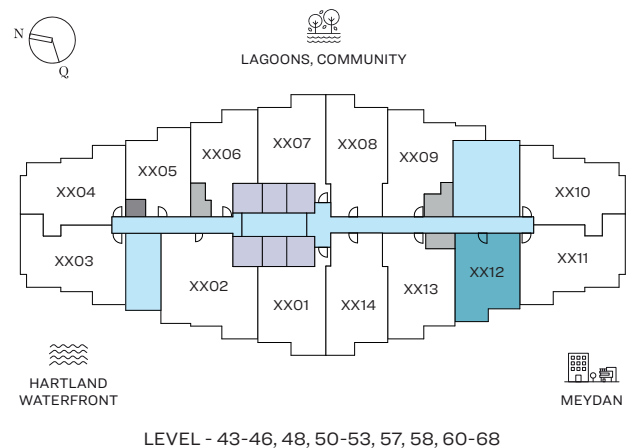 N
Q
LAGOONS, COMMUNITY
XX07
XX08
XX06
XX09
XX05
XX04
XX10
XX03
XX02
XX01
XX14
XX13
XX12
XX11
HARTLAND
WATERFRONT
MEYDAN
LEVEL - 43-46, 48, 50-53, 57, 58, 60-68